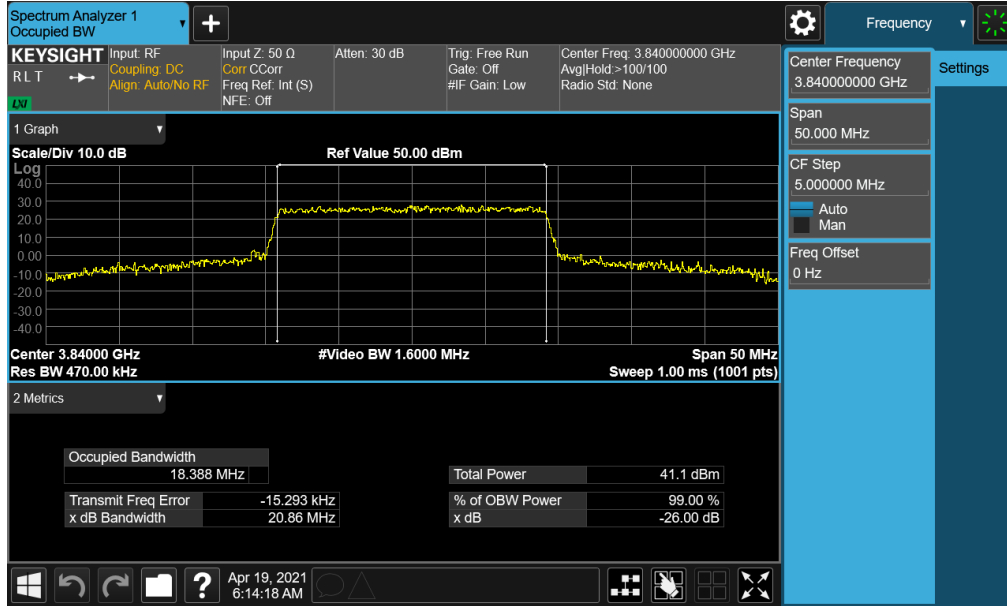 Spectrum Analyzer 1
Occupied BW
+
Frequency
KEYSIGHT
R L T
LXI
Input: RF
Coupling: DC
Align: Auto/No RF
Input Z: 50 Ω
Corr CCorr
Freq Ref: Int (S)
NFE: Off
Atten: 30 dB
Trig: Free Run
Gate: Off
#IF Gain: Low
Center Freq: 3.840000000 GHz
Avg|Hold:>100/100
Radio Std: None
Center Frequency
3.840000000 GHz
Settings
Span
50.000 MHz
CF Step
5.000000 MHz
Auto
Man
Freq Offset
0 Hz
1 Graph
Scale/Div 10.0 dB
Ref Value 50.00 dBm
Log
40.0
30.0
20.0
10.0
0.00
-10.0
-20.0
-30.0
-40.0
Center 3.84000 GHz
#Video BW 1.6000 MHz
Span 50 MHz
Res BW 470.00 kHz
Sweep 1.00 ms (1001 pts)
2 Metrics
Occupied Bandwidth
18.388 MHz
Total Power 41.1 dBm
Transmit Freq Error -15.293 kHz
% of OBW Power 99.00 %
x dB Bandwidth 20.86 MHz
x dB -26.00 dB
?
Apr 19, 2021
6:14:18 AM